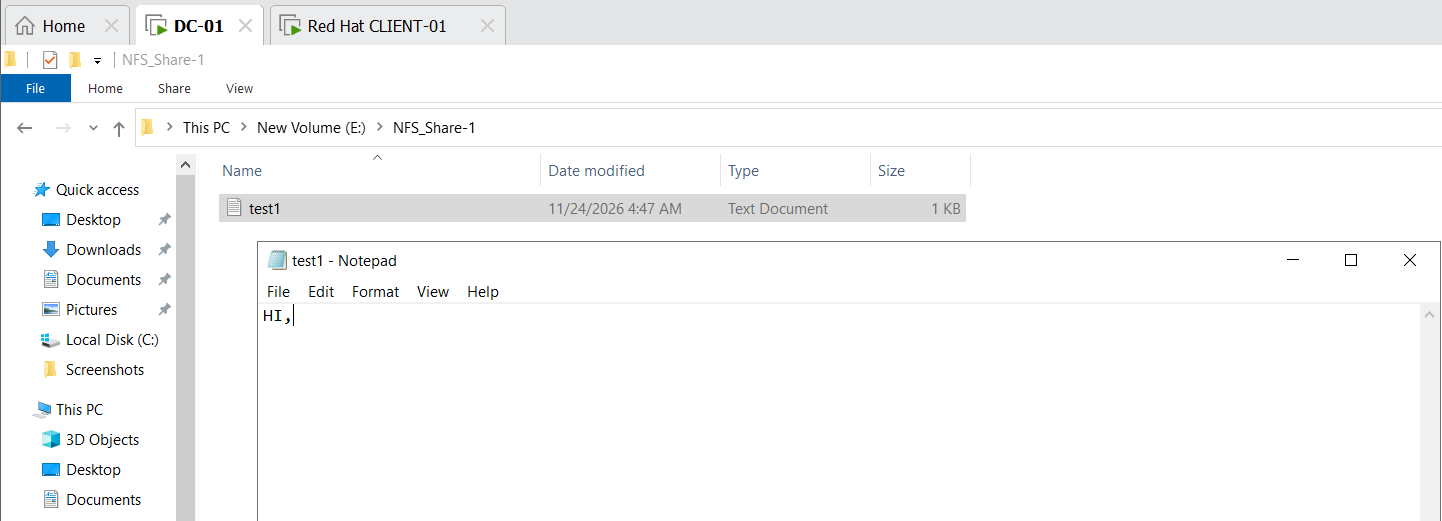 Home DC-01 Red Hat CLIENT-01
NFS_Share-1
File Home Share View
This PC New Volume (E:) NFS_Share-1
Name Date modified Type Size
Quick access
test1 11/24/2026 4:47 AM Text Document 1 KB
Desktop
Downloads
Documents
Pictures
Local Disk (C:)
Screenshots
This PC
3D Objects
Desktop
Documents
test1 - Notepad
File Edit Format View Help
HI,